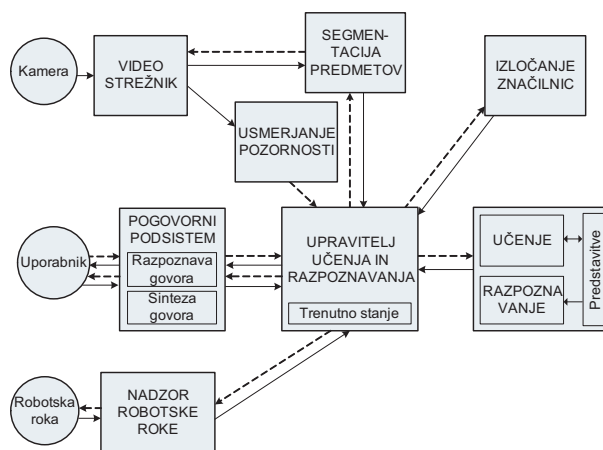 Kamera
VIDEO
STREŽNIK
SEGMEN-
TACIJA
PREDMETOV
IZLOČANJE
ZNAČILNIC
USMERJANJE
POZORNOSTI
Uporabnik
POGOVORNI
PODSISTEM
Razpoznava
govora
Sinteza
govora
UPRAVITELJ
UČENJA IN
RAZPOZNAVANJA
Trenutno stanje
UČENJE
RAZPOZNA
VANJE
Predstavitve
Robotska
roka
NADZOR
ROBOTSKE
ROKE